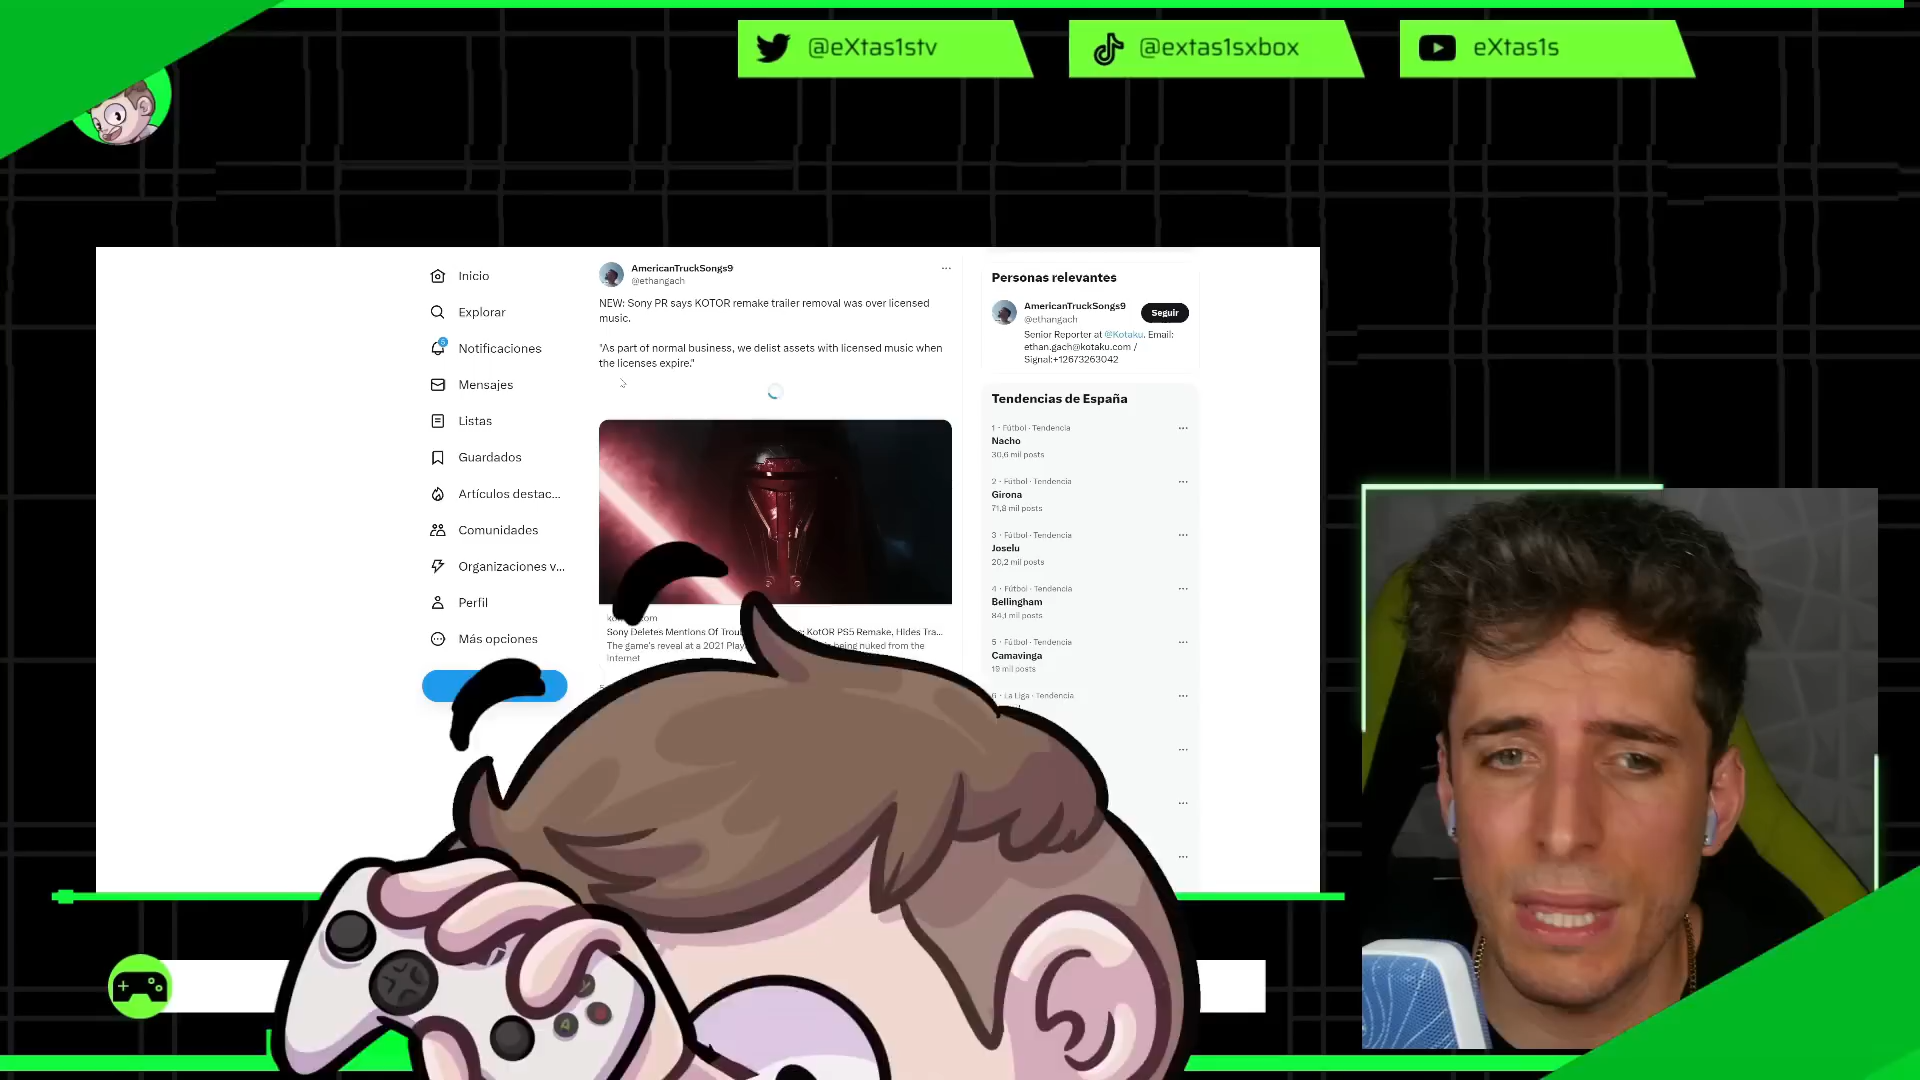 @eXtas1stv
@extas1sxbox
eXtas1s
Inicio
Explorar
6
Notificaciones
Mensajes
Listas
Guardados
Artículos destac...
Comunidades
Organizaciones v...
Perfil
Más opciones
AmericanTruckSongs9
@ethangach
NEW: Sony PR says KOTOR remake trailer removal was over licensed
music.
"As part of normal business, we delist assets with licensed music when
the licenses expire."
Sony Deletes Mentions Of KotOR PS5 Remake, Hides Tra...
The game's reveal at a 2021 being nuked from the
internet
Personas relevantes
AmericanTruckSongs9
@ethangach
Seguir
Senior Reporter at @Kotaku. Email:
ethan.gach@kotaku.com /
Signal:+12673263042
Tendencias de España
1 · Fútbol · Tendencia
Nacho
30,6 mil posts
2 · Fútbol · Tendencia
Girona
71,8 mil posts
3 · Fútbol · Tendencia
Joselu
20,2 mil posts
4 · Fútbol · Tendencia
Bellingham
84,1 mil posts
5 · Fútbol · Tendencia
Camavinga
19 mil posts
6 · La Liga · Tendencia
Y
A